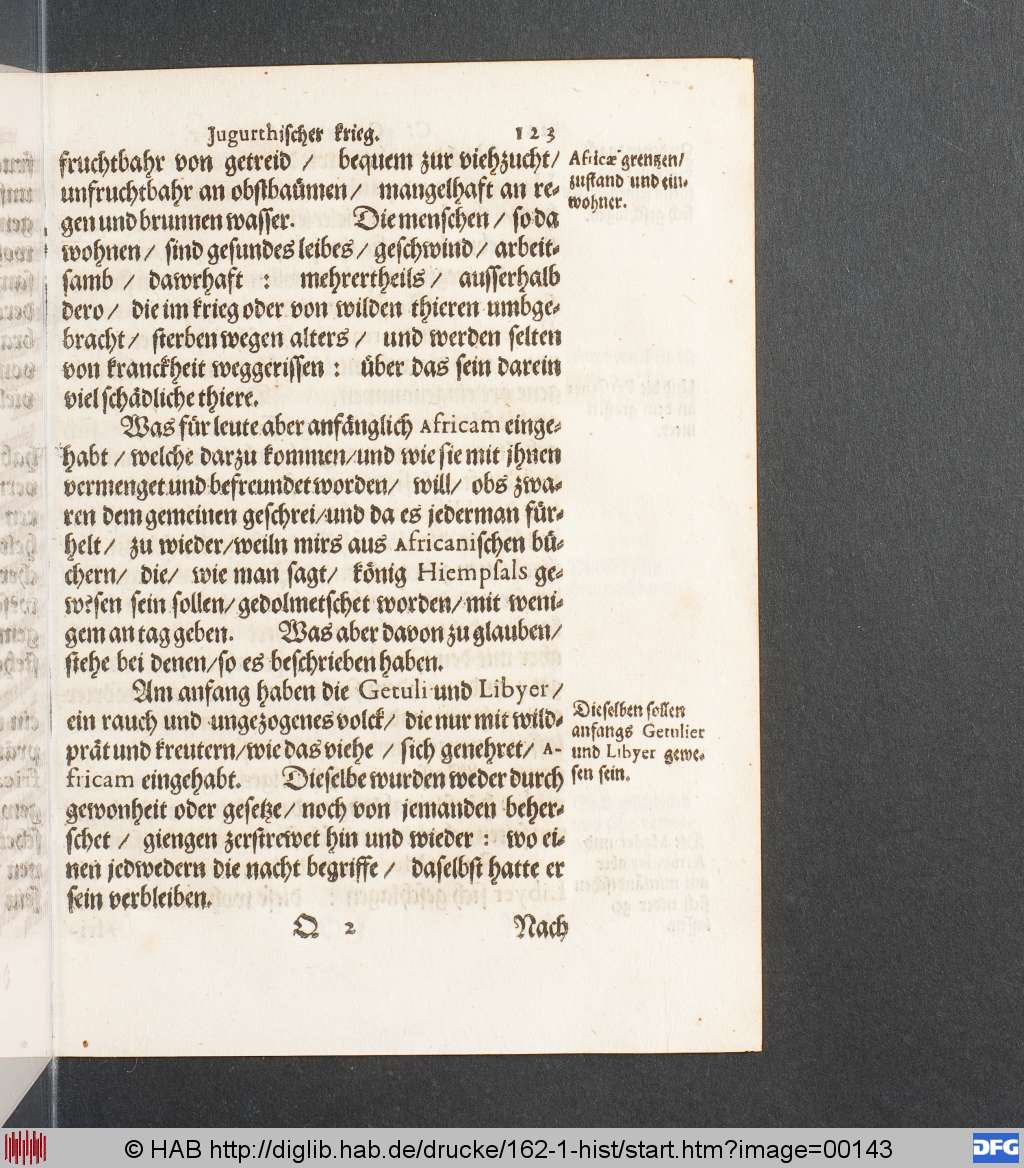 Jugurthischer krieg. 123
fruchtbahr von getreid / bequem zur viehzucht/
unfruchtbahr an obstbaümen/ mangelhaft an re-
gen und brunnen wasser. Die menschen / so da
wohnen/ sind gesundes leibes/ geschwind/ arbeit-
samb / dawrhaft : mehrertheils/ ausserhalb
dero/ die im krieg oder von wilden thieren umbge-
bracht/ sterben wegen alters / und werden selten
von kranckheit weggerissen : über das sein darein
viel schädliche thiere.
Was für leute aber anfänglich Africam einge-
habt / welche darzu kommen/und wie sie mit jhnen
vermenget und befreundet worden/ will/ obs zwa-
ren dem gemeinen geschrei/und da es jederman für-
helt/ zu wieder/weiln mirs aus Africanischen bü-
chern/ die/ wie man sagt/ könig Hiempsals ge-
wesen sein sollen/gedolmetschet worden/mit weni-
gem an tag geben. Was aber davon zu glauben/
stehe bei denen/so es beschrieben haben.
Am anfang haben die Getuli und Libyer/
ein rauch und ungezogenes volck/ die nur mit wild-
prät und kreutern/wie das viehe / sich genehret/ A-
fricam eingehabt. Dieselbe wurden weder durch
gewonheit oder gesetze/noch von jemanden beher-
schet / giengen zerstrewet hin und wieder : wo ei-
nen jedwedern die nacht begriffe / daselbst hatte er
sein verbleiben.
Q 2 Nach
Africæ grentzen/
zustand und ein-
wohner.
Dieselben sollen
anfangs Getulier
und Libyer gewe-
sen sein.
© HAB http://diglib.hab.de/drucke/162-1-hist/start.htm?image=00143
DFG